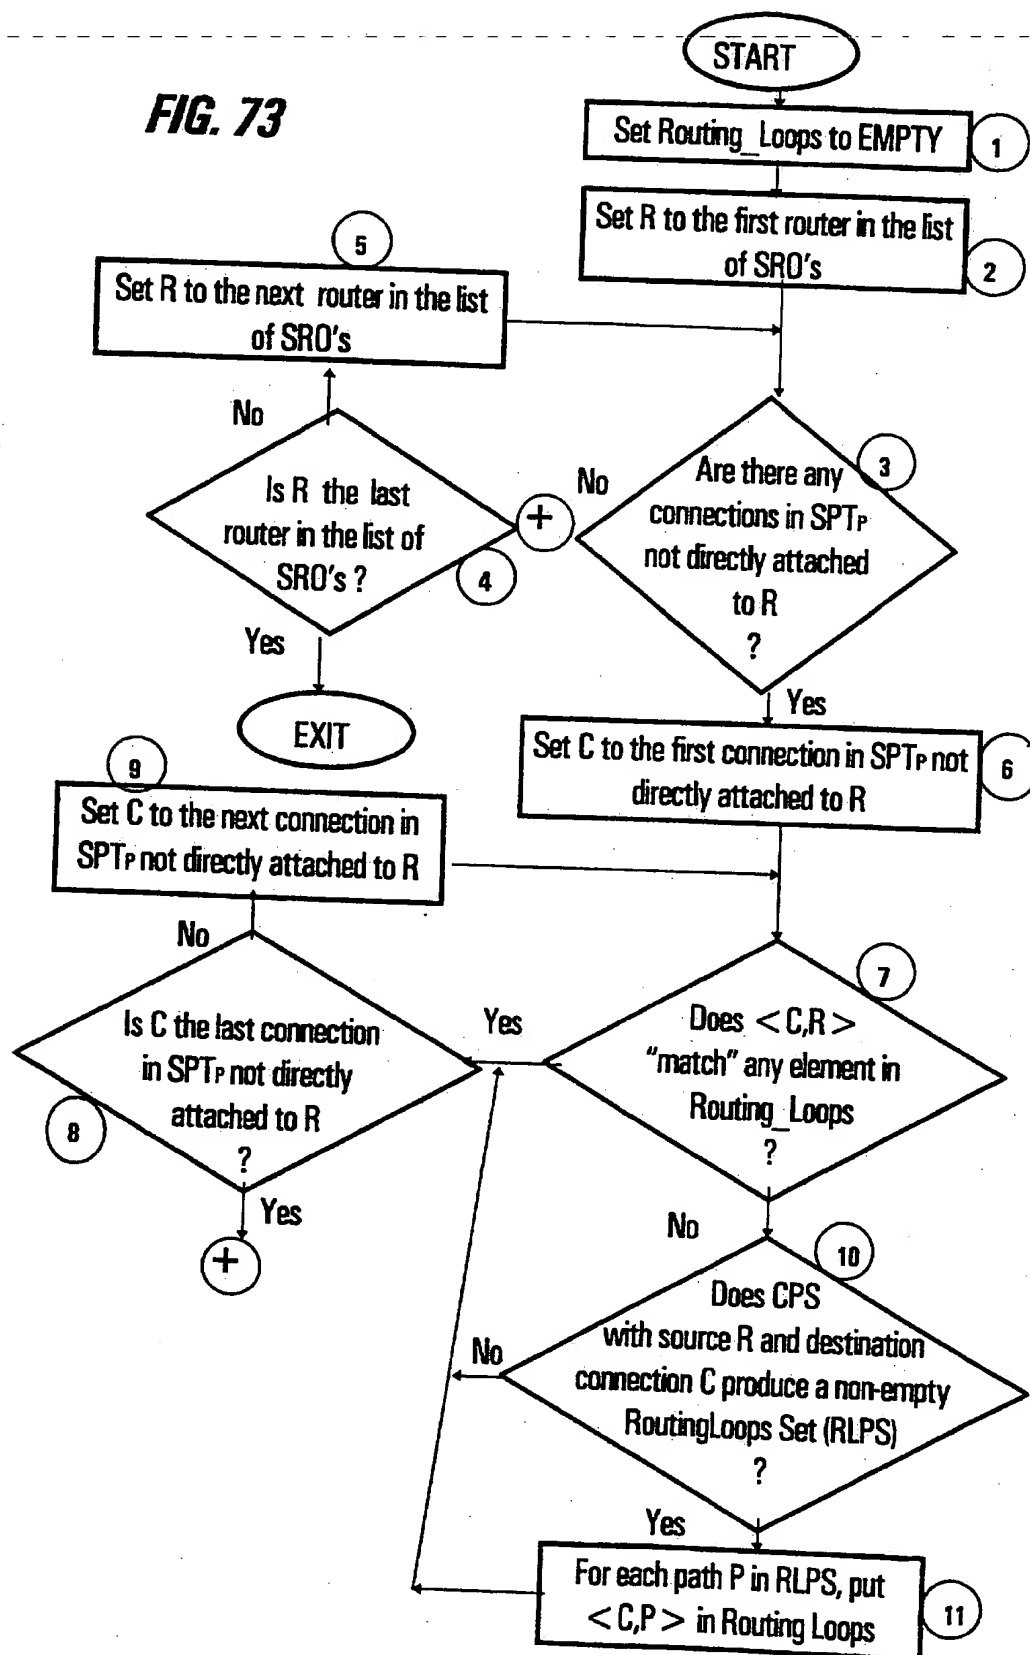 FIG. 73
START
Set Routing_Loops to EMPTY
1
Set R to the first router in the list
of SRO's
2
5
Set R to the next router in the list
of SRO's
No
Is R the last
router in the list of
SRO's ?
4
+
Yes
EXIT
No
Are there any
connections in SPTP
not directly attached
to R
?
3
Yes
Set C to the first connection in SPTP not
directly attached to R
6
9
Set C to the next connection in
SPTP not directly attached to R
No
Is C the last connection
in SPTP not directly
attached to R
?
8
Yes
+
Yes
7
Does <C,R>
“match” any element in
Routing_Loops
?
No
10
Does CPS
with source R and destination
connection C produce a non-empty
RoutingLoops Set (RLPS)
?
No
Yes
For each path P in RLPS, put
<C,P> in Routing Loops
11